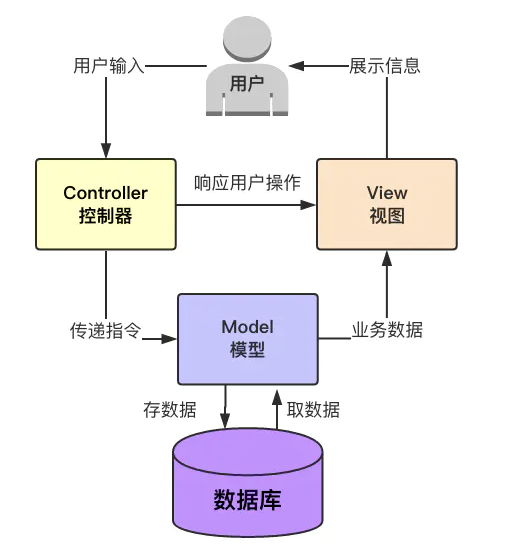 用户输入
用户
展示信息
Controller
控制器
响应用户操作
View
视图
传递指令
Model
模型
业务数据
存数据
取数据
数据库